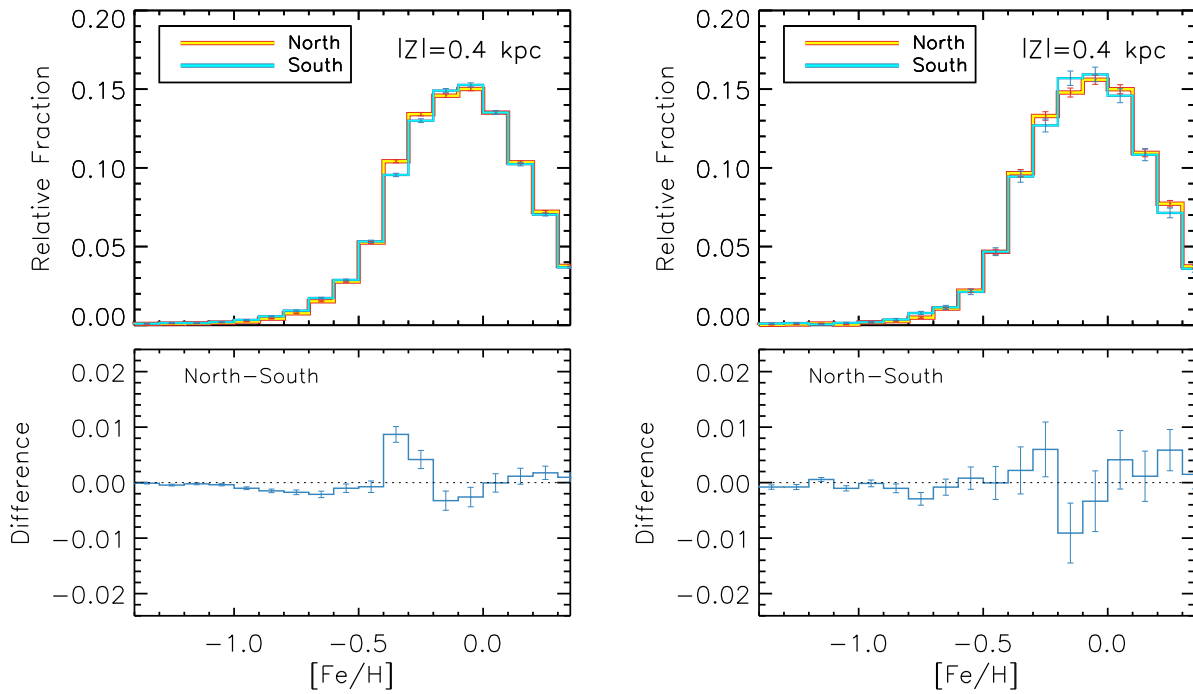 0.20
0.15
0.10
0.05
0.00
Relative Fraction
North
South
|Z|=0.4 kpc
0.02
0.01
0.00
−0.01
−0.02
Difference
North−South
−1.0
−0.5
0.0
[Fe/H]
0.20
0.15
0.10
0.05
0.00
Relative Fraction
North
South
|Z|=0.4 kpc
0.02
0.01
0.00
−0.01
−0.02
Difference
North−South
−1.0
−0.5
0.0
[Fe/H]